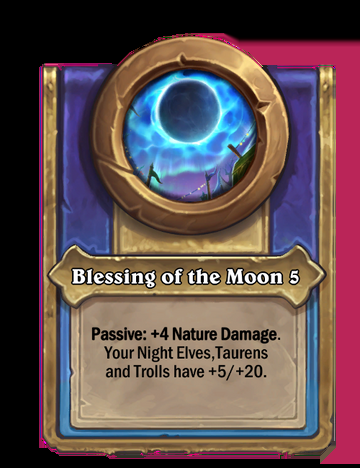 Blessing of the Moon 5
Passive: +4 Nature Damage.
Your Night Elves,Taurens
and Trolls have +5/+20.